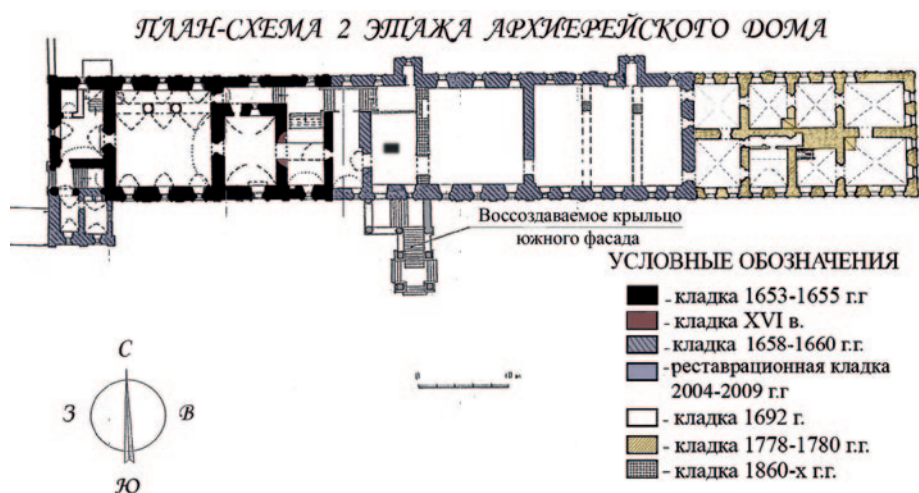 ПЛАН-СХЕМА 2 ЭТАЖА АРХИЕРЕЙСКОГО ДОМА
Воссоздаваемое крыльцо
южного фасада
УСЛОВНЫЕ ОБОЗНАЧЕНИЯ
- кладка 1653-1655 г.г
- кладка XVI в.
- кладка 1658-1660 г.г.
-реставрационная кладка
2004-2009 г.г
- кладка 1692 г.
- кладка 1778-1780 г.г.
- кладка 1860-х г.г.
С
З
В
Ю